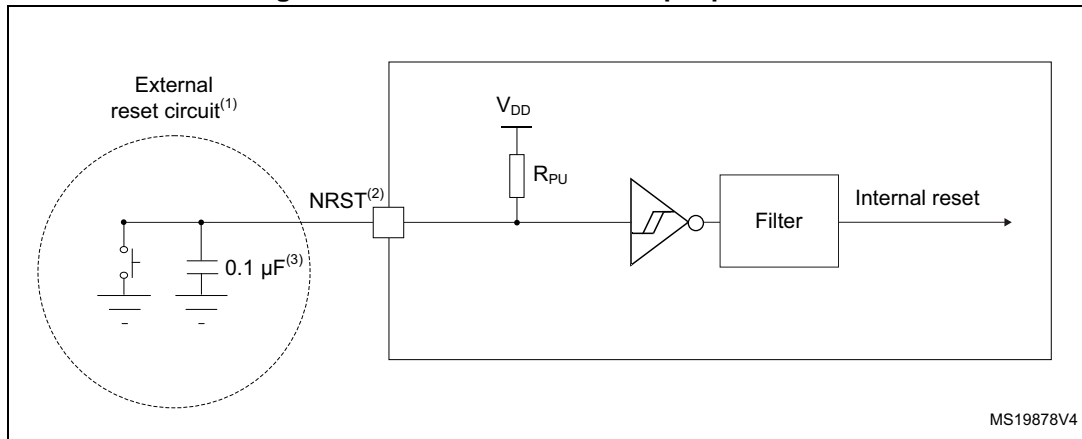 External
reset circuit(1)
VDD
RPU
NRST(2)
Filter
Internal reset
0.1 µF(3)
MS19878V4